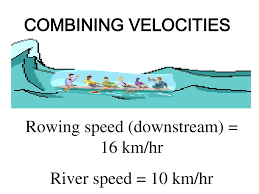 COMBINING VELOCITIES
Rowing speed (downstream) =
16 km/hr
River speed = 10 km/hr